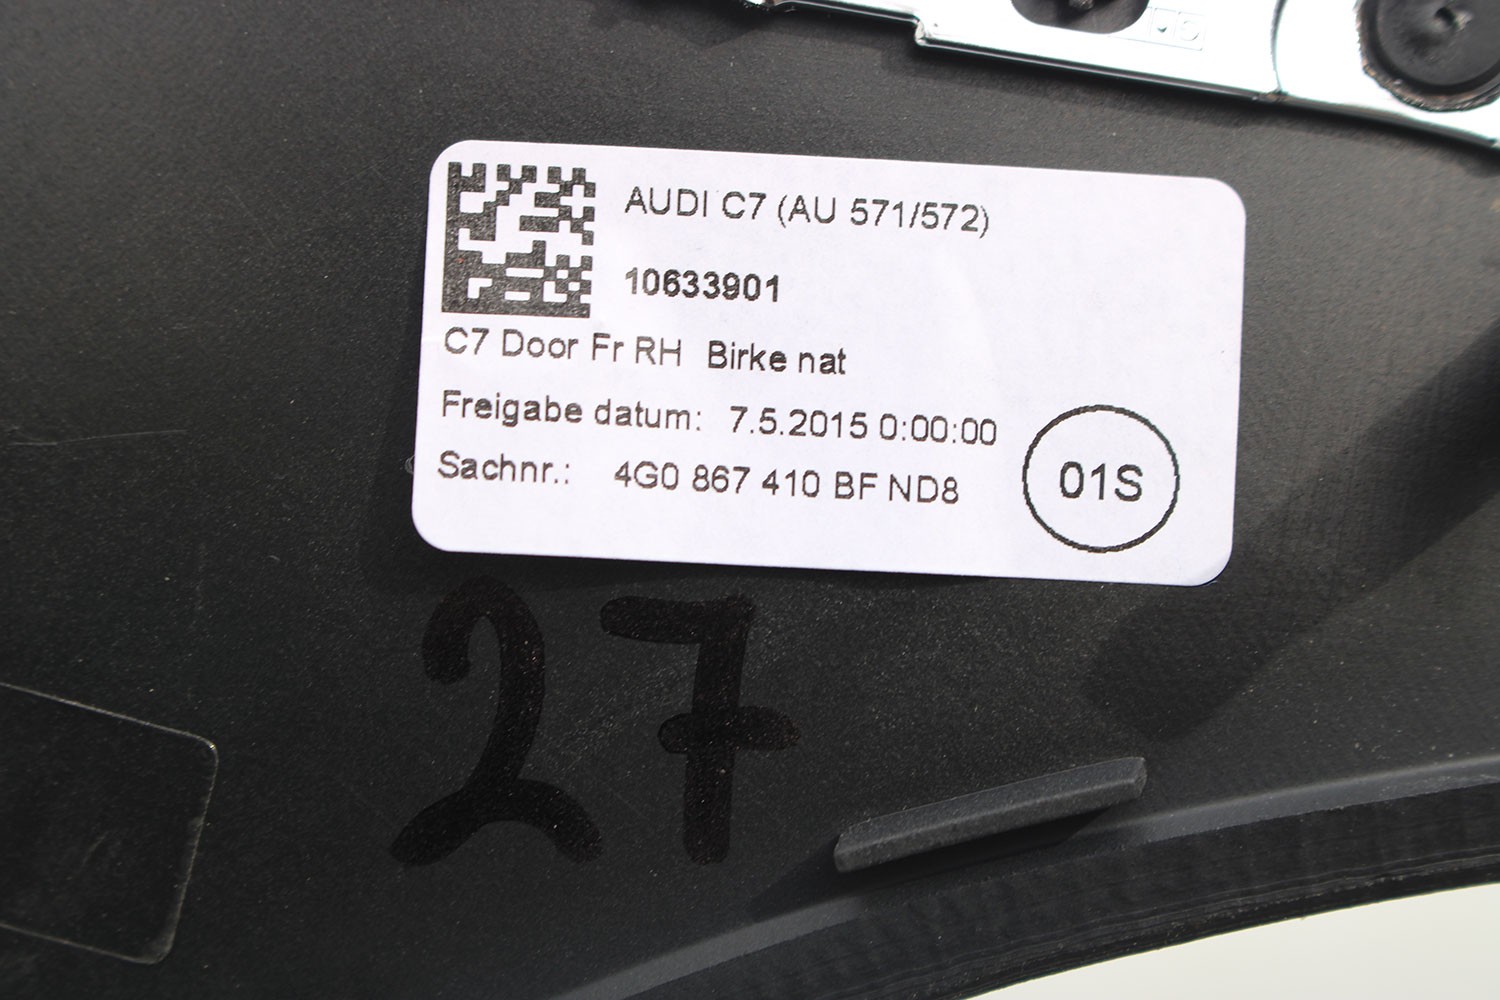 AUDI C7 (AU 571/572)
10633901
C7 Door Fr RH Birke nat
Freigabe datum: 7.5.2015 0:00:00
Sachnr.: 4G0 867 410 BF ND8
01S
27